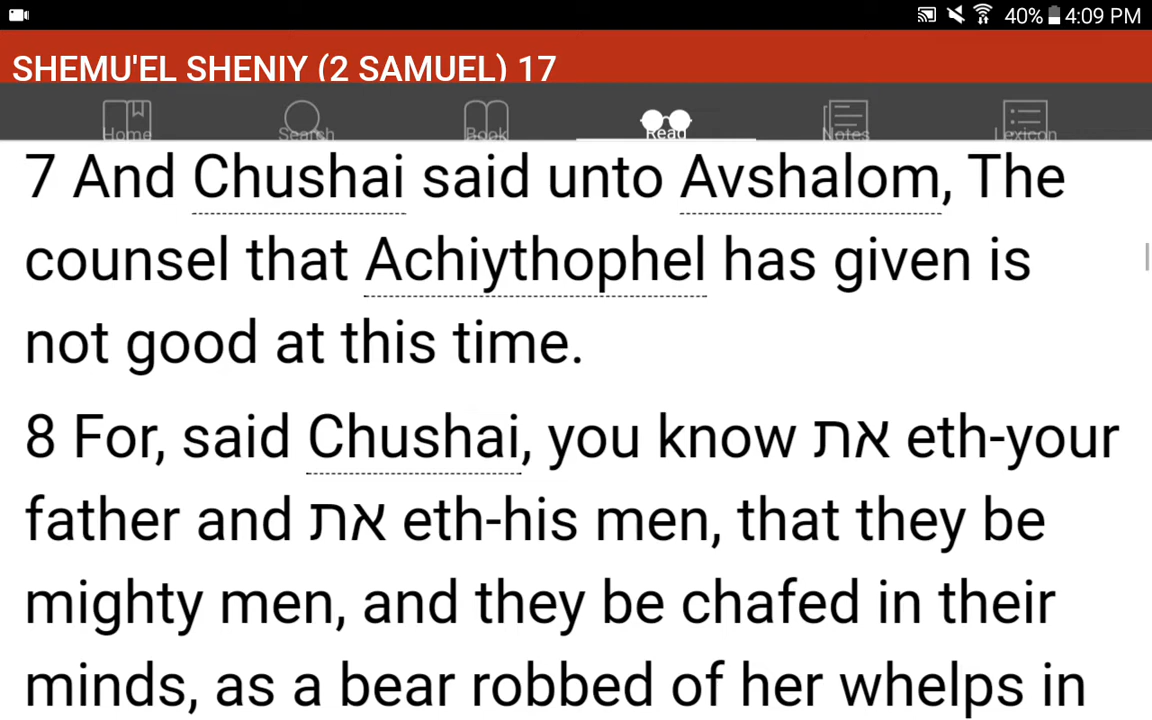 40% 4:09 PM
SHEMU'EL SHENIY (2 SAMUEL) 17
Home Search Book Read Notes Lexicon
7 And Chushai said unto Avshalom, The
counsel that Achiythophel has given is
not good at this time.
8 For, said Chushai, you know את eth-your
father and את eth-his men, that they be
mighty men, and they be chafed in their
minds, as a bear robbed of her whelps in